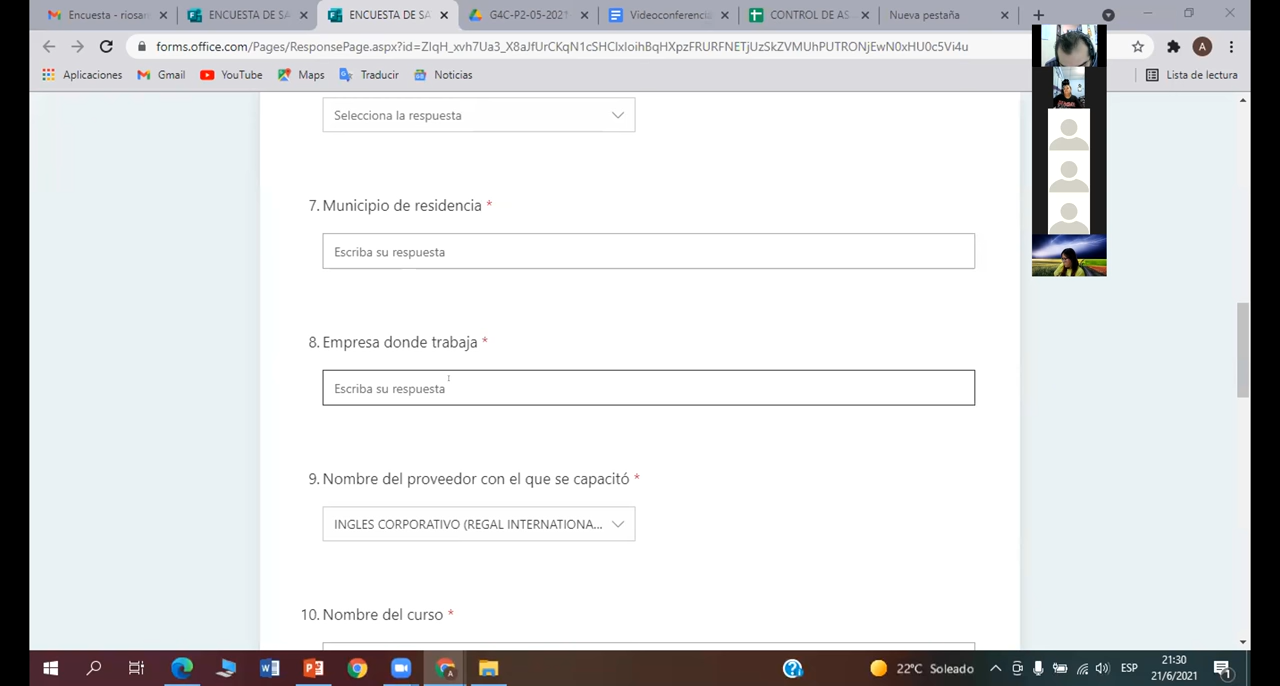 Encuesta - riosar
ENCUESTA DE SA
ENCUESTA DE SA
G4C-P2-05-2021
Videoconferencia
CONTROL DE AS
Nueva pestaña
forms.office.com/Pages/ResponsePage.aspx?id=ZIqH_xvh7Ua3_X8aJfUrCKqN1cSHClxIoihBqHXpzFRURFNETjUzSkZVMUhPUTRONjEwN0xHU0c5Vi4u
A
Aplicaciones
Gmail
YouTube
Maps
Traducir
Noticias
Lista de lectura
Selecciona la respuesta
7. Municipio de residencia *
Escriba su respuesta
8. Empresa donde trabaja *
Escriba su respuesta
9. Nombre del proveedor con el que se capacitó *
INGLES CORPORATIVO (REGAL INTERNATIONA...
10. Nombre del curso *
22°C Soleado
ESP
21:30
21/6/2021
1